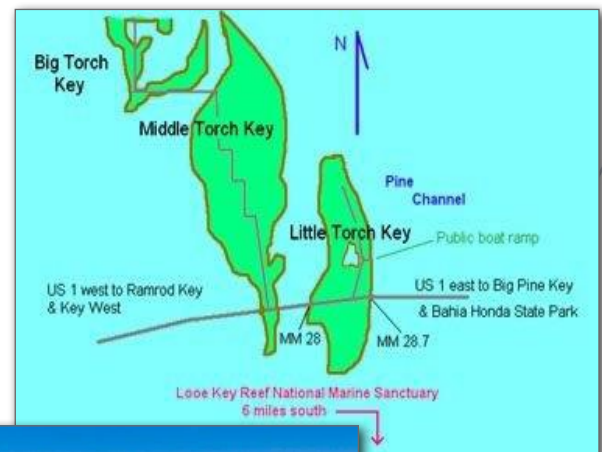 Big Torch
Key
N
Middle Torch Key
Pine
Channel
Little Torch Key
Public boat ramp
US 1 west to Ramrod Key
& Key West
US 1 east to Big Pine Key
& Bahia Honda State Park
MM 28
MM 28.7
Looe Key Reef National Marine Sanctuary
6 miles south